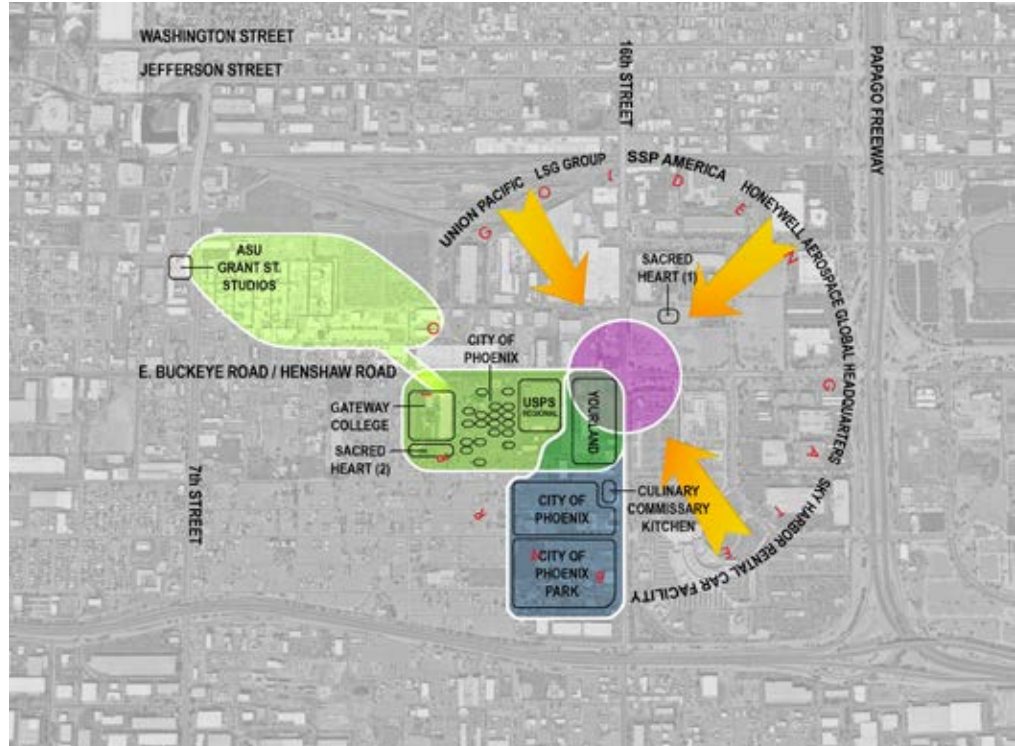 WASHINGTON STREET
JEFFERSON STREET
16th STREET
PAPAGO FREEWAY
UNION PACIFIC
LSG GROUP
SSP AMERICA
HONEYWELL AEROSPACE GLOBAL HEADQUARTERS
SKY HARBOR RENTAL CAR FACILITY
G
O
L
D
E
N
G
A
T
E
ASU
GRANT ST.
STUDIOS
SACRED
HEART (1)
O
CITY OF
PHOENIX
E. BUCKEYE ROAD / HENSHAW ROAD
GATEWAY
COLLEGE
USPS
REGIONAL
YOURLAND
SACRED
HEART (2)
7th STREET
CITY OF
PHOENIX
CULINARY
COMMISSARY
KITCHEN
CITY OF
PHOENIX
PARK